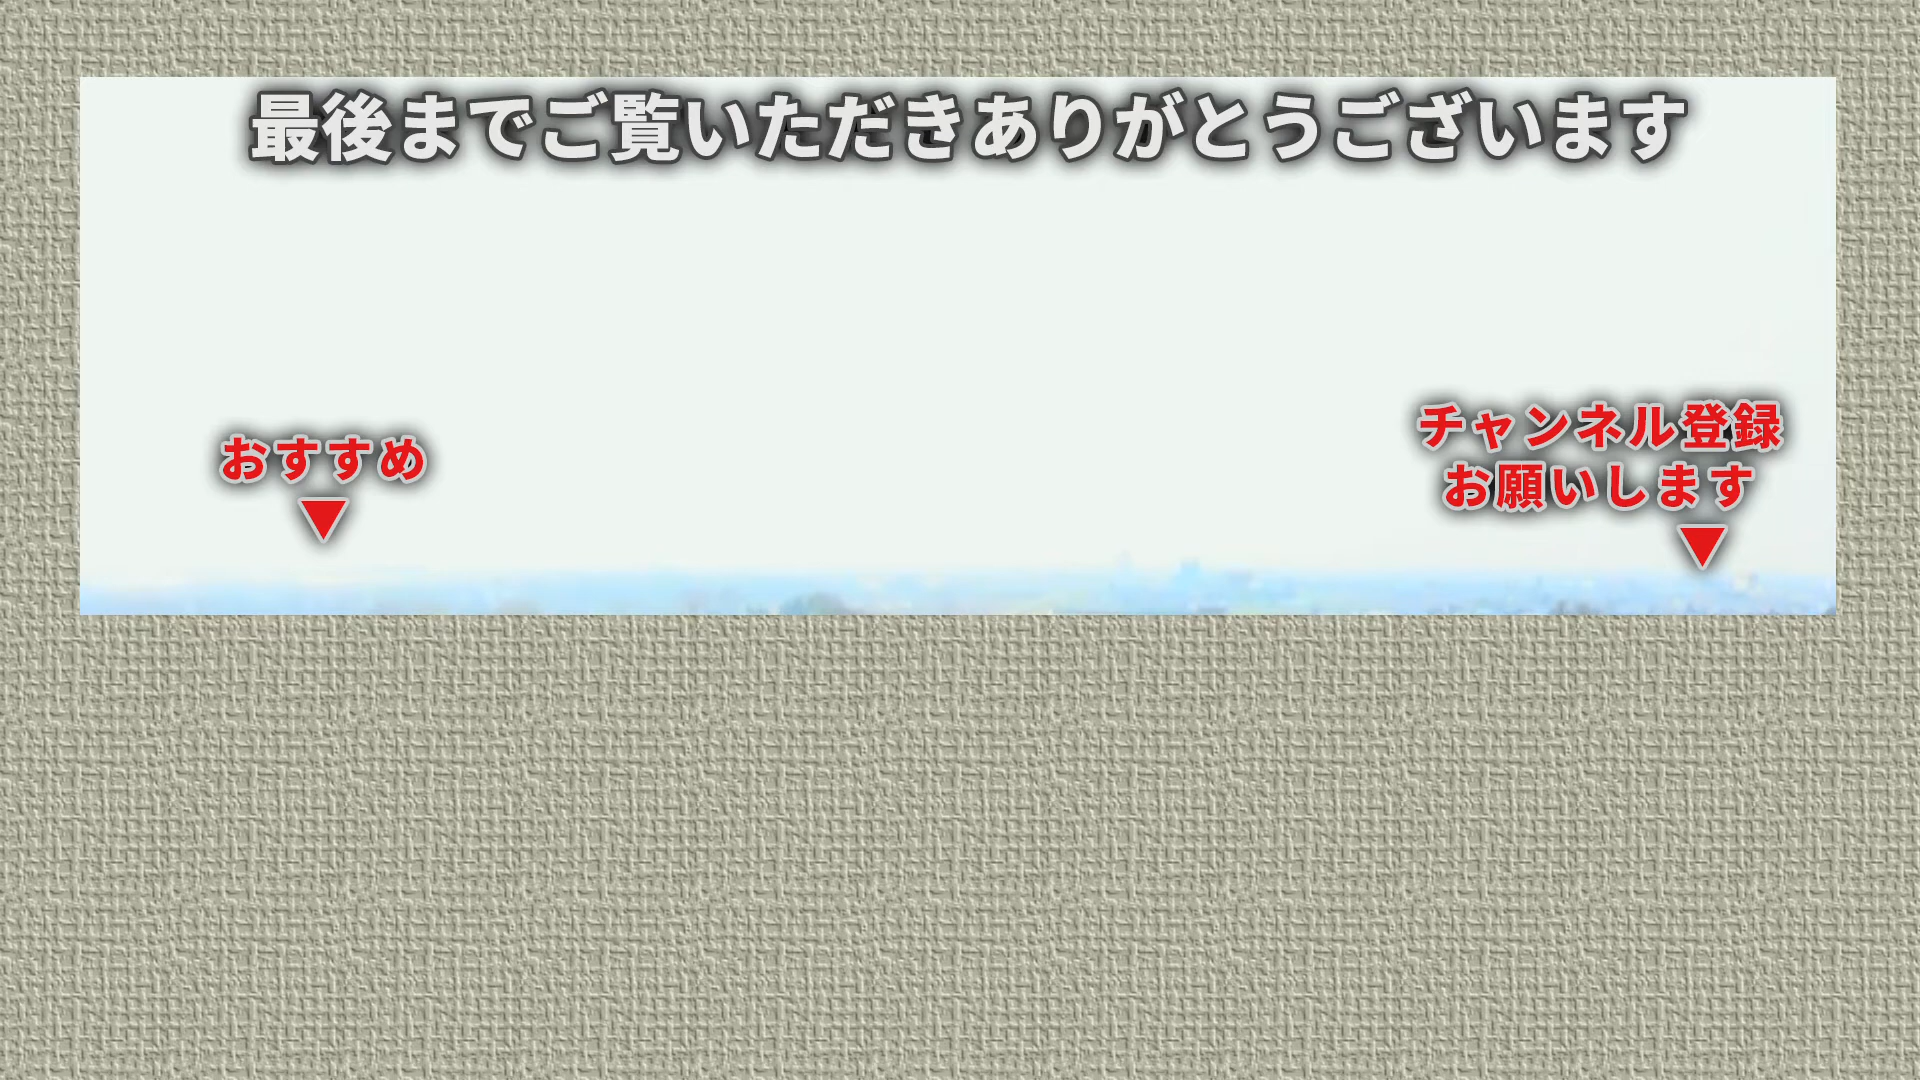 最後までご覧いただきありがとうございます
おすすめ
▼
チャンネル登録
お願いします
▼